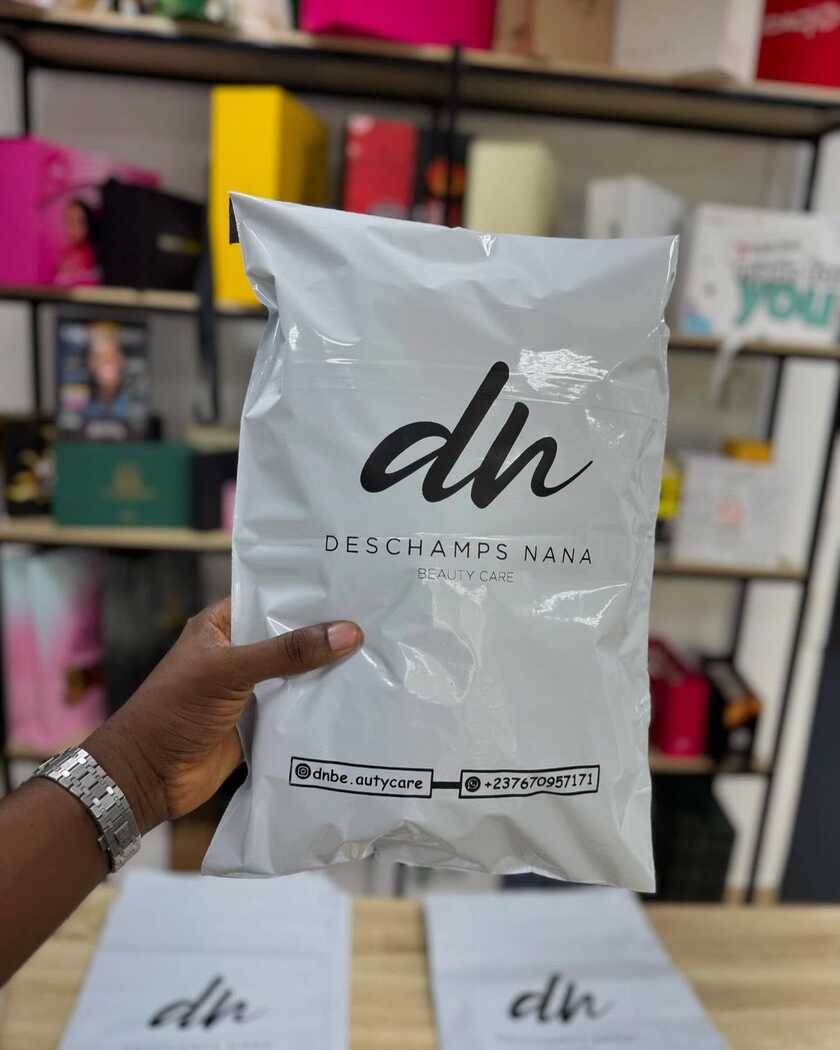 you
dn
DESCHAMPS NANA
BEAUTY CARE
dnbe.autycare
+237670957171
dn
dn